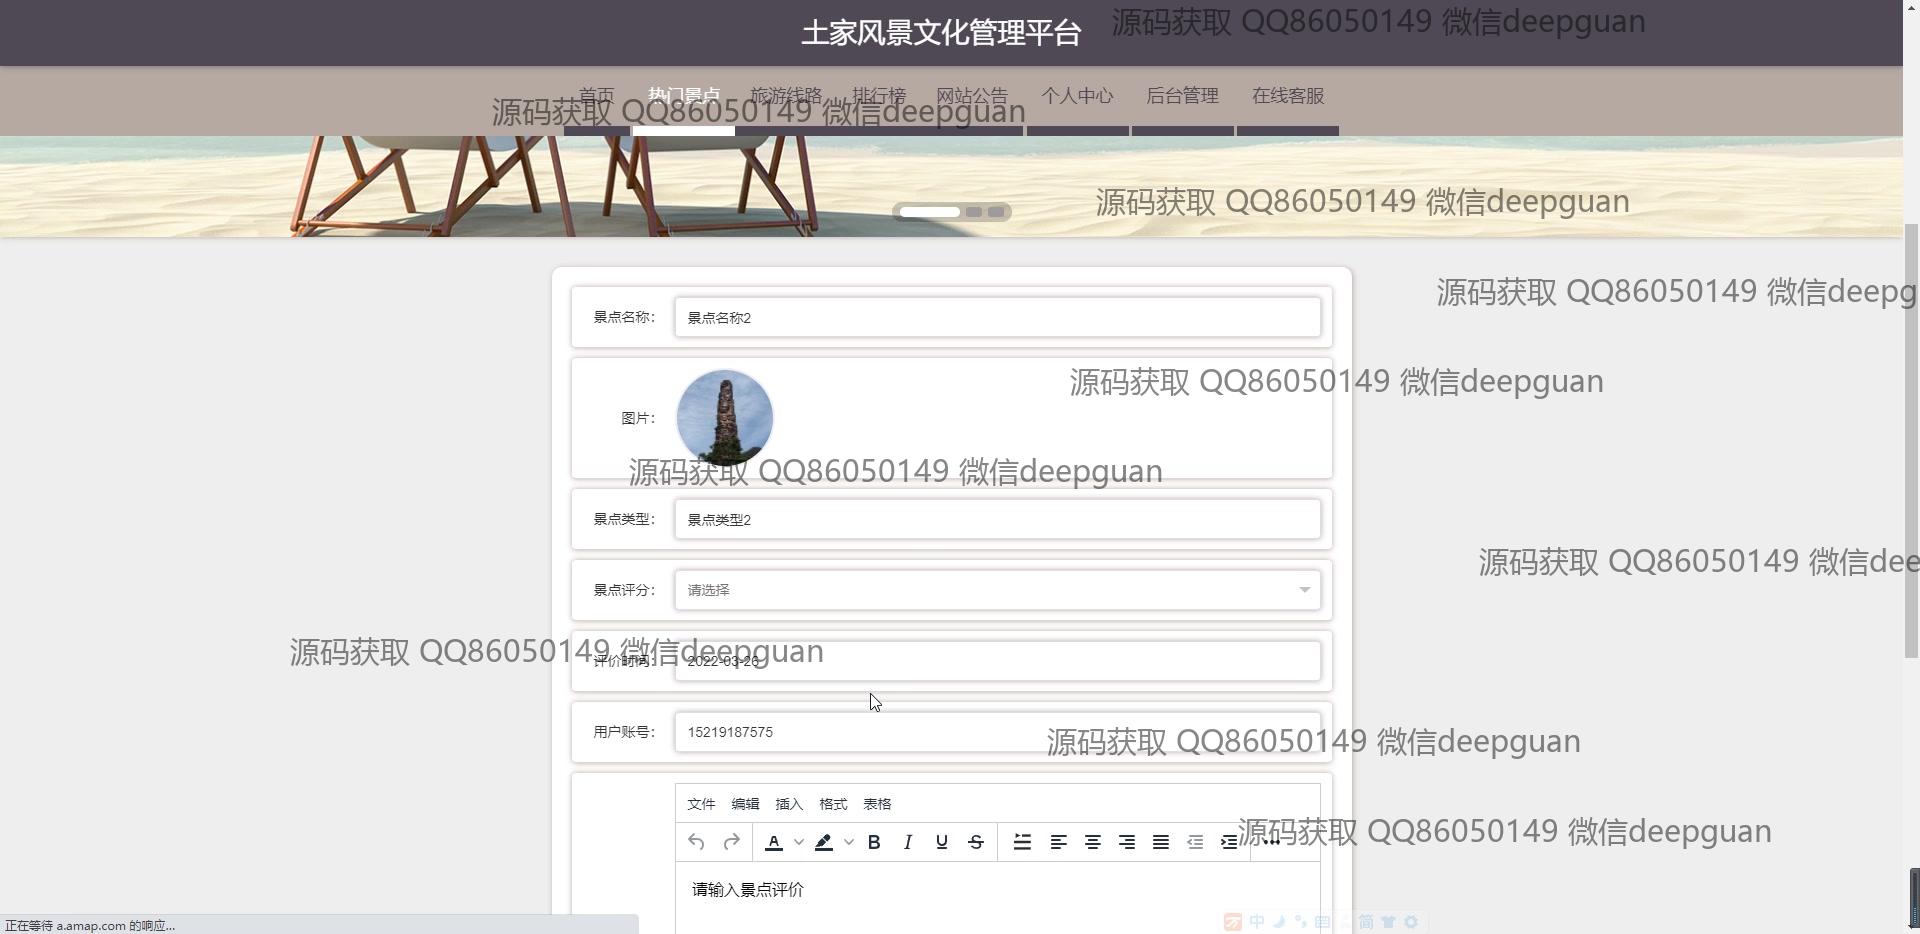 土家风景文化管理平台
源码获取 QQ86050149 微信deepguan
首页 热门景点 旅游线路 排行榜 网站公告 个人中心 后台管理 在线客服
源码获取 QQ86050149 微信deepguan
源码获取 QQ86050149 微信deepguan
源码获取 QQ86050149 微信deepg
景点名称： 景点名称2
源码获取 QQ86050149 微信deepguan
图片：
源码获取 QQ86050149 微信deepguan
景点类型： 景点类型2
源码获取 QQ86050149 微信dee
景点评分： 请选择
源码获取 QQ86050149 微信deepguan
评价时间： 2022-03-26
用户账号： 15219187575
源码获取 QQ86050149 微信deepguan
文件 编辑 插入 格式 表格
A B I U S
源码获取 QQ86050149 微信deepguan
请输入景点评价
正在等待 a.amap.com 的响应...
中 简